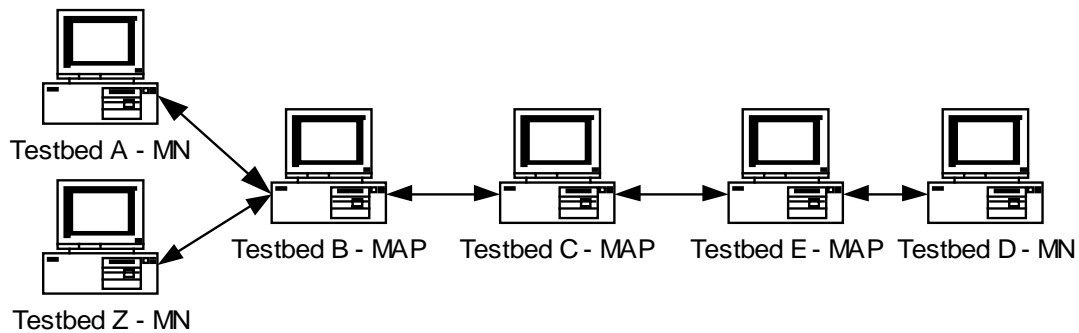 Testbed A - MN
Testbed B - MAP
Testbed C - MAP
Testbed E - MAP
Testbed D - MN
Testbed Z - MN